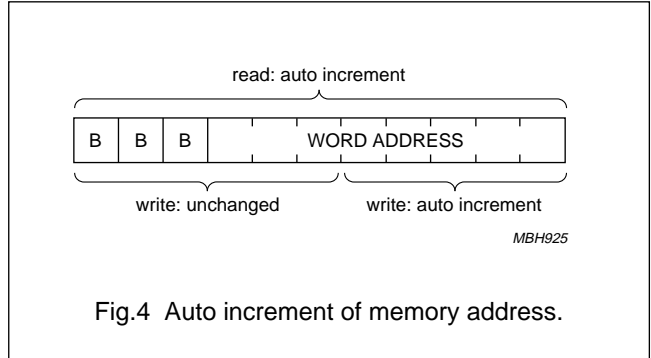 read: auto increment
B B B WORD ADDRESS
write: unchanged write: auto increment
MBH925
Fig.4 Auto increment of memory address.